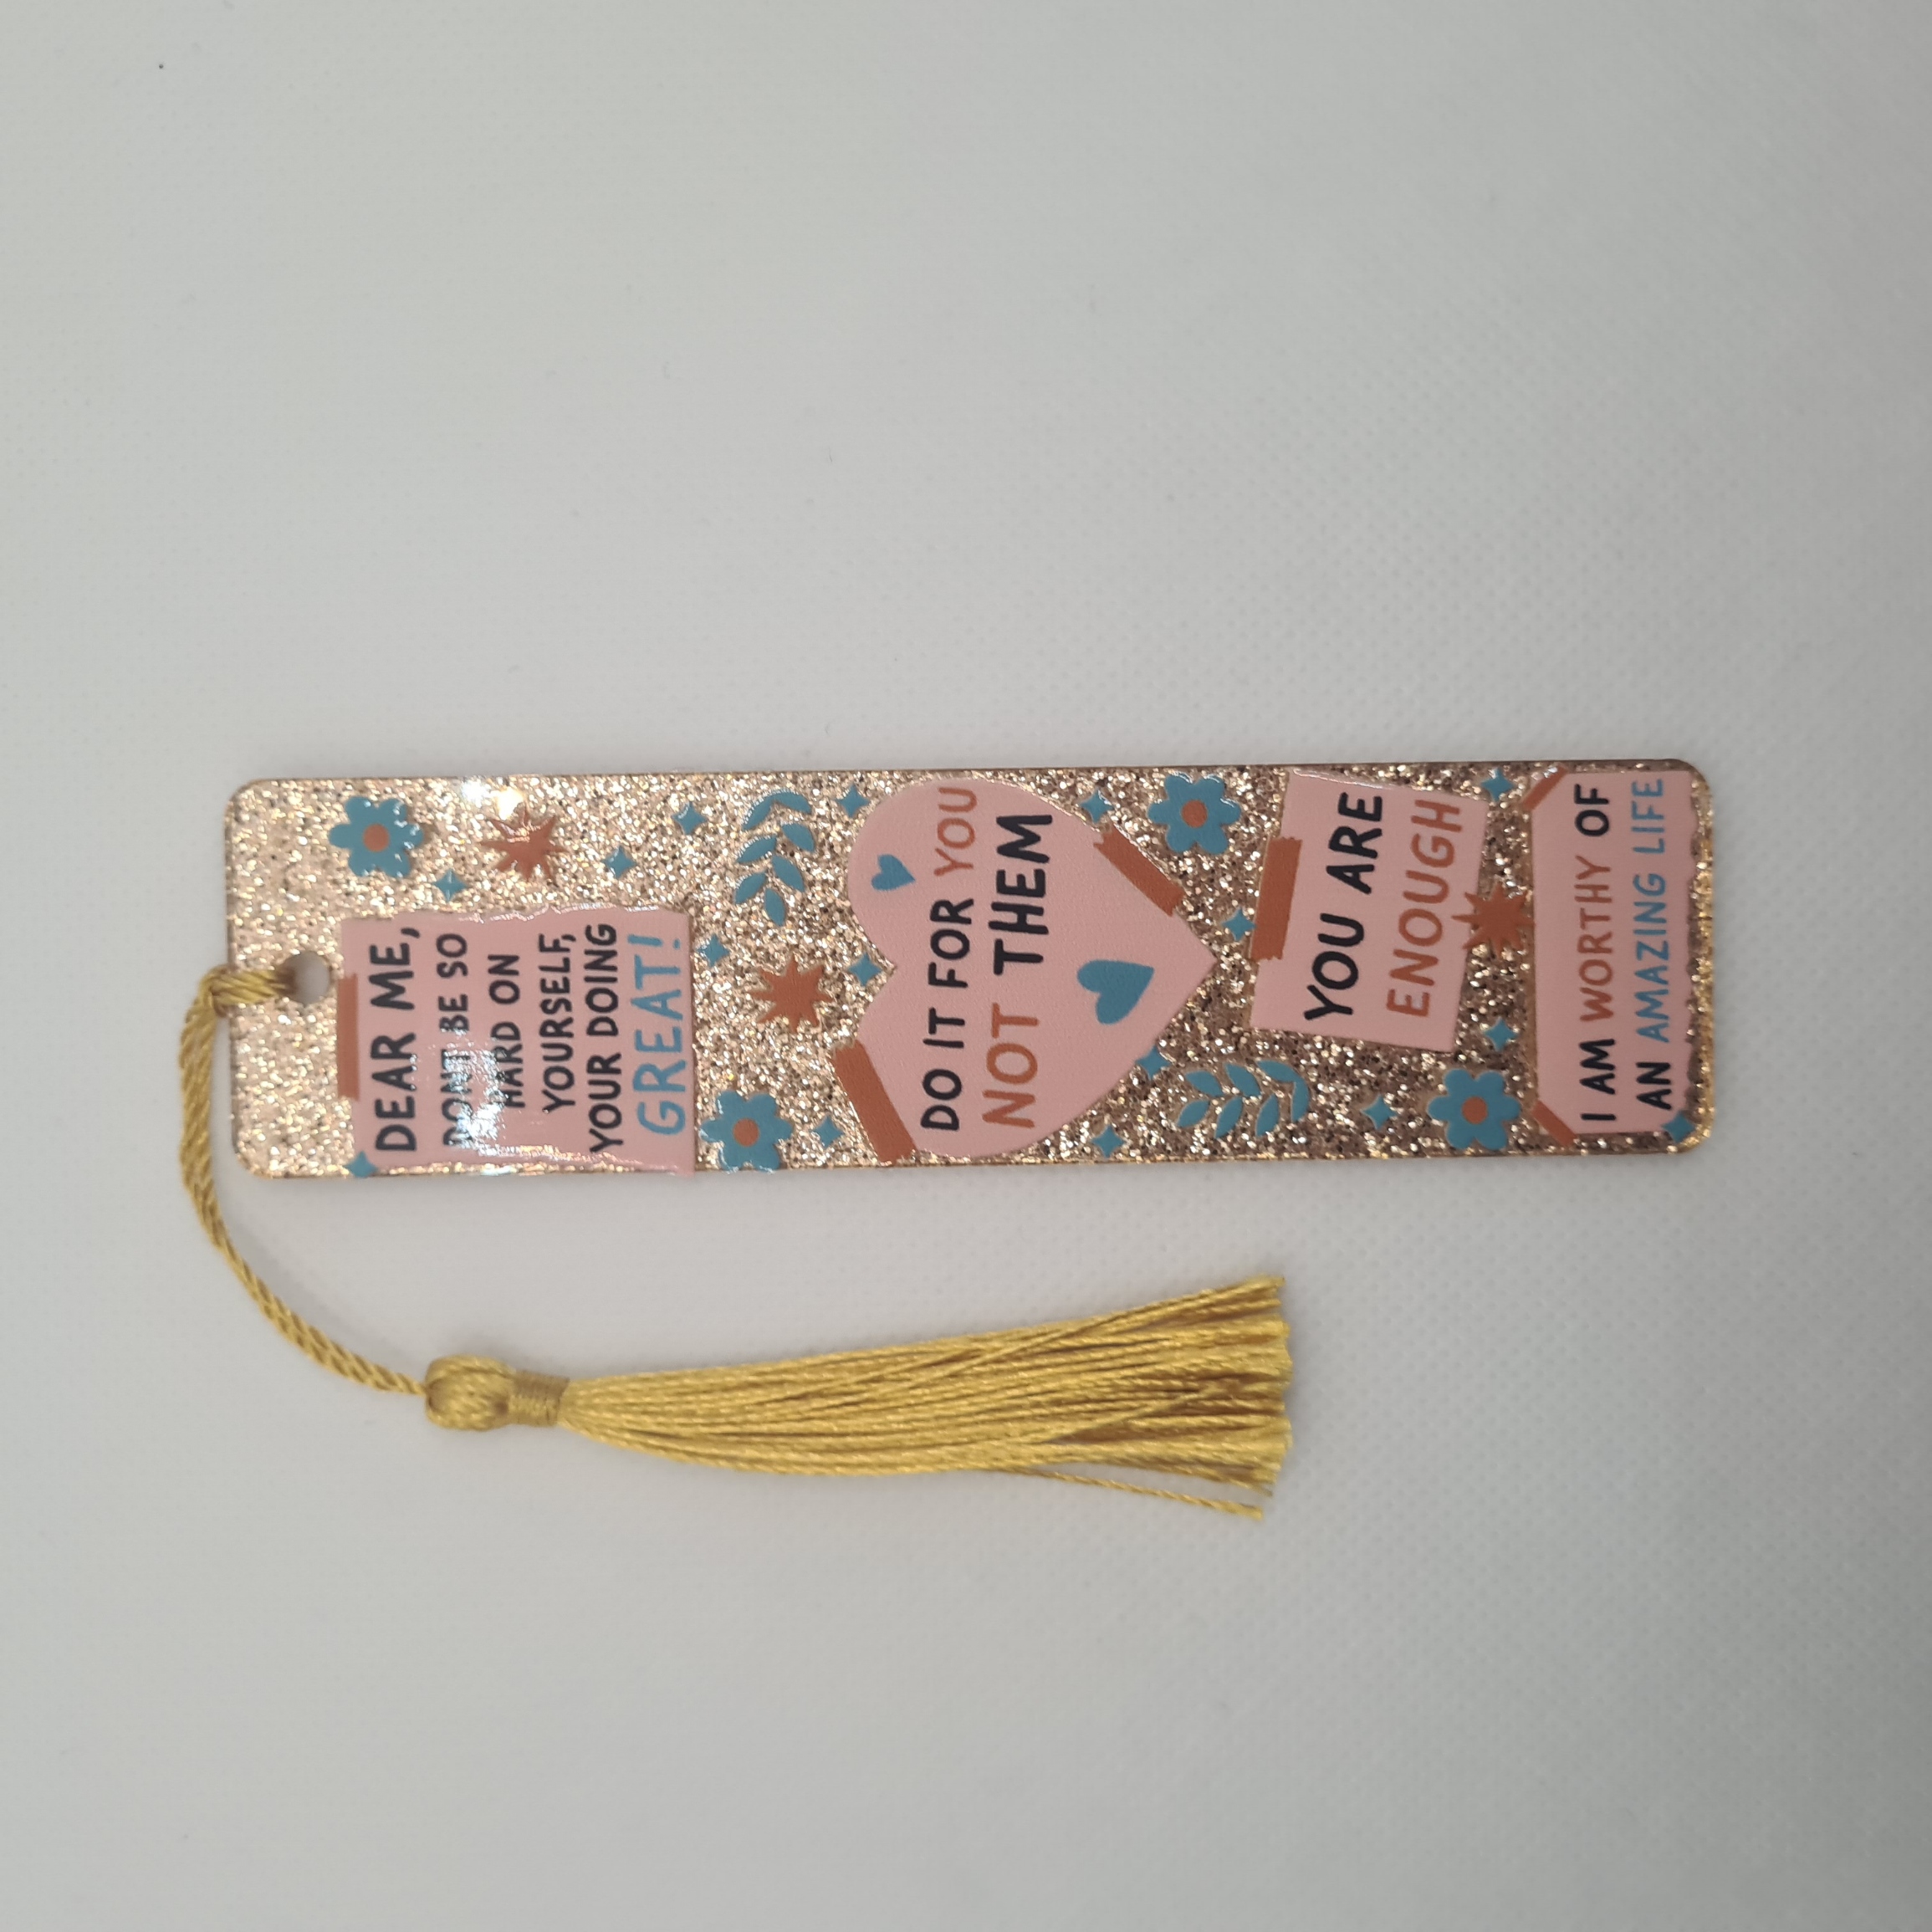 DEAR ME,
DONT BE SO
HARD ON
YOURSELF,
YOUR DOING
GREAT!
DO IT FOR YOU
NOT THEM
YOU ARE
ENOUGH
I AM WORTHY OF
AN AMAZING LIFE